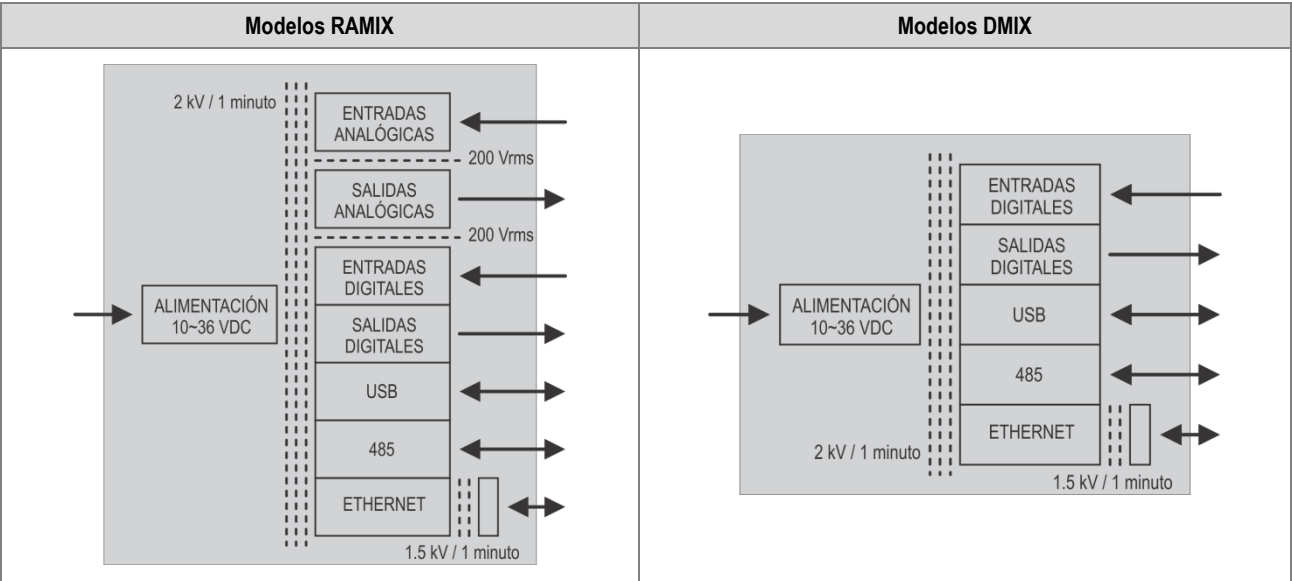 Modelos RAMIX
Modelos DMIX
2 kV / 1 minuto
ENTRADAS
ANALÓGICAS
200 Vrms
SALIDAS
ANALÓGICAS
200 Vrms
ENTRADAS
DIGITALES
ALIMENTACIÓN
10~36 VDC
SALIDAS
DIGITALES
USB
485
ETHERNET
1.5 kV / 1 minuto
ENTRADAS
DIGITALES
SALIDAS
DIGITALES
ALIMENTACIÓN
10~36 VDC
USB
485
ETHERNET
2 kV / 1 minuto
1.5 kV / 1 minuto